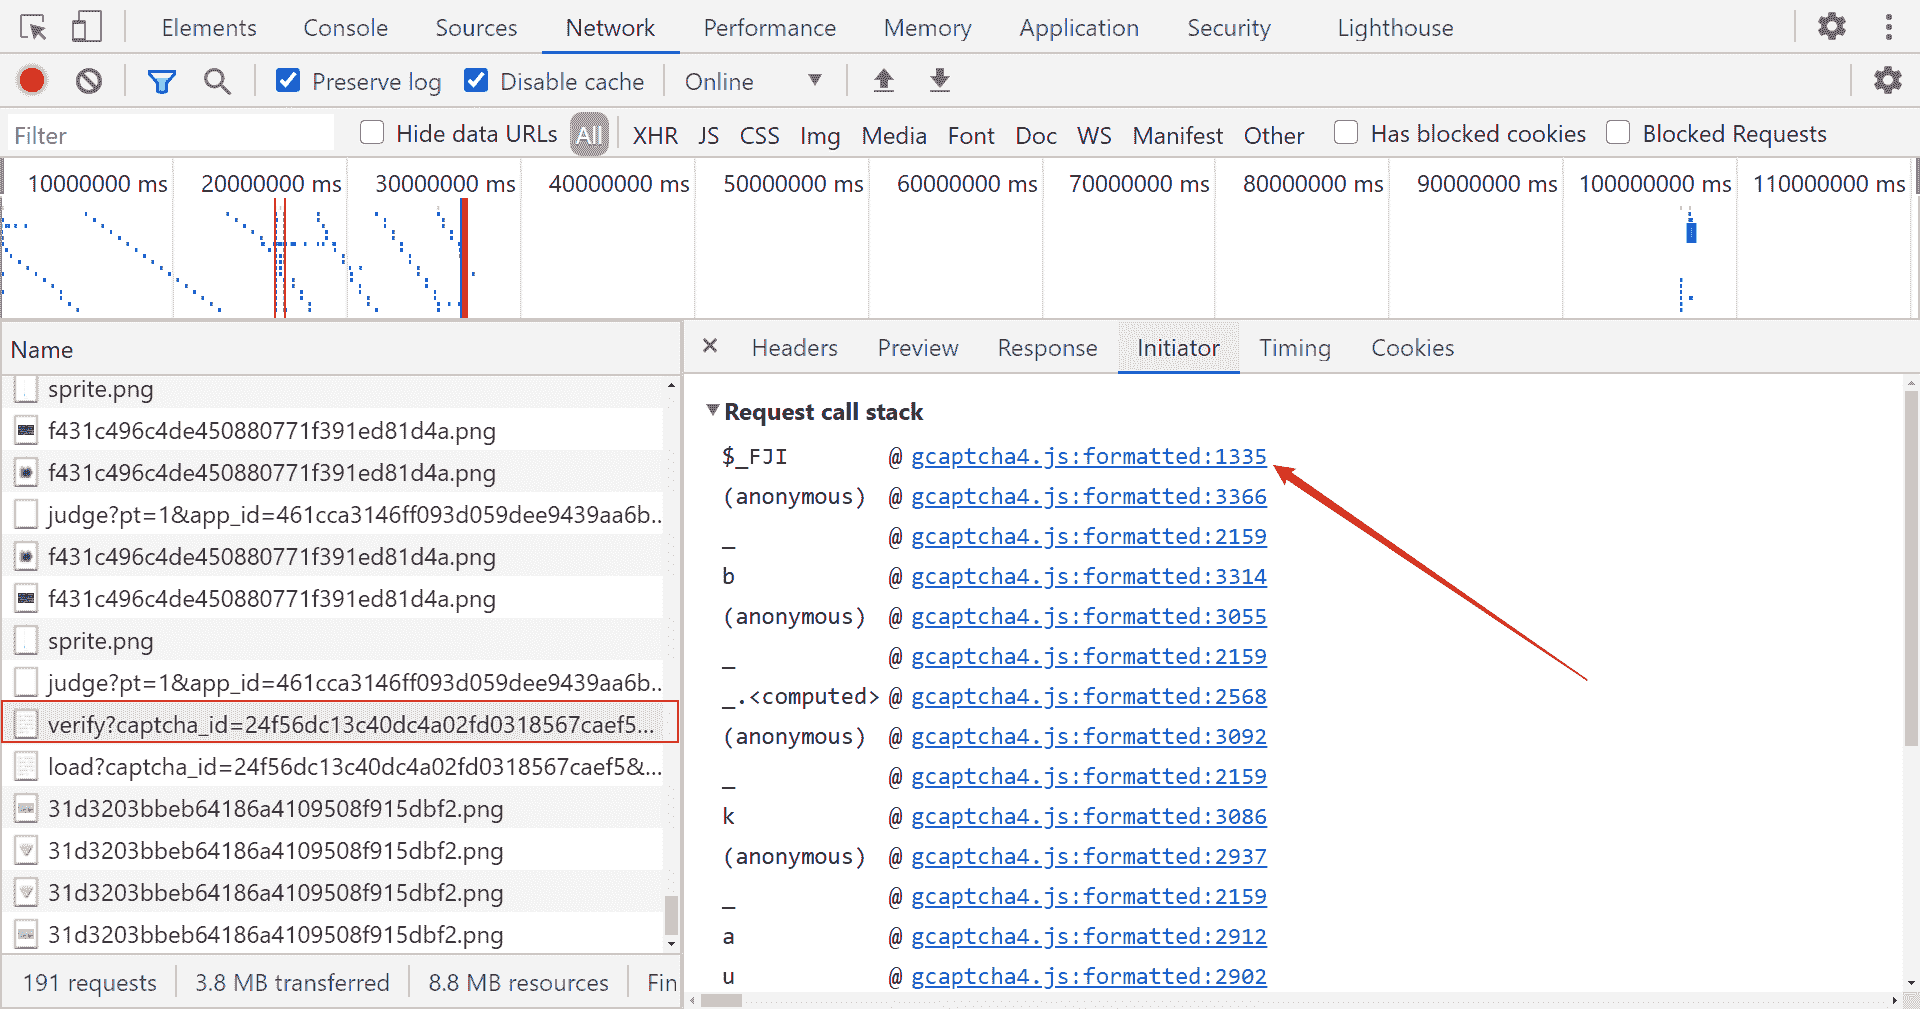 Elements Console Sources Network Performance Memory Application Security Lighthouse
Preserve log Disable cache Online
Filter Hide data URLs All XHR JS CSS Img Media Font Doc WS Manifest Other Has blocked cookies Blocked Requests
10000000 ms 20000000 ms 30000000 ms 40000000 ms 50000000 ms 60000000 ms 70000000 ms 80000000 ms 90000000 ms 100000000 ms 110000000 ms
Name
sprite.png
f431c496c4de450880771f391ed81d4a.png
f431c496c4de450880771f391ed81d4a.png
judge?pt=1&app_id=461cca3146ff093d059dee9439aa6b...
f431c496c4de450880771f391ed81d4a.png
f431c496c4de450880771f391ed81d4a.png
sprite.png
judge?pt=1&app_id=461cca3146ff093d059dee9439aa6b...
verify?captcha_id=24f56dc13c40dc4a02fd0318567caef5...
load?captcha_id=24f56dc13c40dc4a02fd0318567caef5&...
31d3203bbeb64186a4109508f915dbf2.png
31d3203bbeb64186a4109508f915dbf2.png
31d3203bbeb64186a4109508f915dbf2.png
31d3203bbeb64186a4109508f915dbf2.png
191 requests 3.8 MB transferred 8.8 MB resources Fin
Headers Preview Response Initiator Timing Cookies
Request call stack
$_FJI @ gcaptcha4.js:formatted:1335
(anonymous) @ gcaptcha4.js:formatted:3366
_ @ gcaptcha4.js:formatted:2159
b @ gcaptcha4.js:formatted:3314
(anonymous) @ gcaptcha4.js:formatted:3055
_ @ gcaptcha4.js:formatted:2159
_.<computed> @ gcaptcha4.js:formatted:2568
(anonymous) @ gcaptcha4.js:formatted:3092
_ @ gcaptcha4.js:formatted:2159
k @ gcaptcha4.js:formatted:3086
(anonymous) @ gcaptcha4.js:formatted:2937
_ @ gcaptcha4.js:formatted:2159
a @ gcaptcha4.js:formatted:2912
u @ gcaptcha4.js:formatted:2902